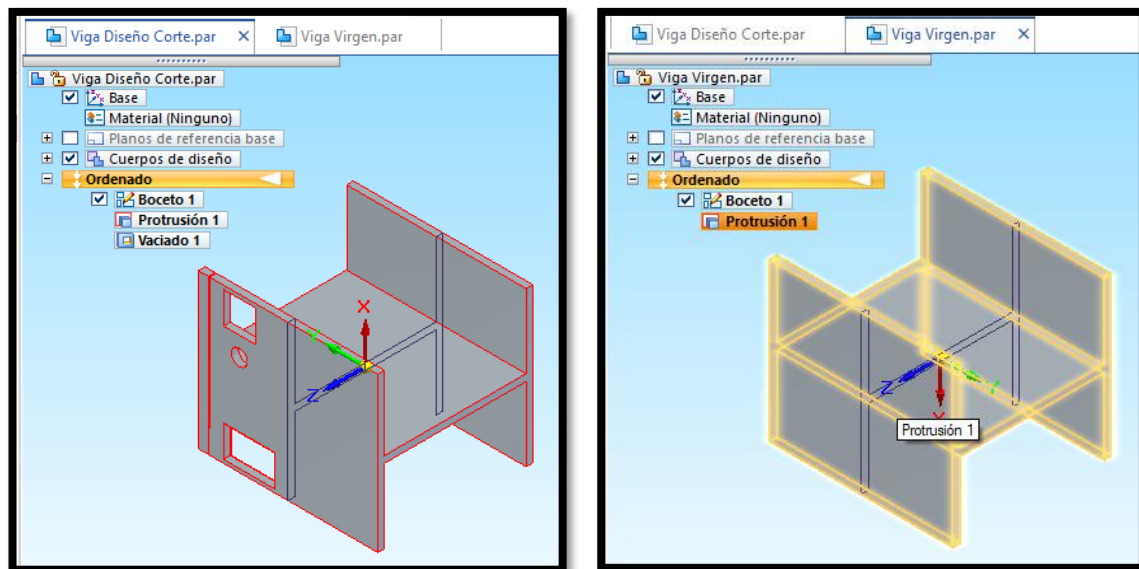 Viga Diseño Corte.par
Viga Virgen.par
Viga Diseño Corte.par
Base
Material (Ninguno)
Planos de referencia base
Cuerpos de diseño
Ordenado
Boceto 1
Protrusión 1
Vaciado 1
X
Y
Z
Viga Diseño Corte.par
Viga Virgen.par
Viga Virgen.par
Base
Material (Ninguno)
Planos de referencia base
Cuerpos de diseño
Ordenado
Boceto 1
Protrusión 1
Z
Y
X
Protrusión 1